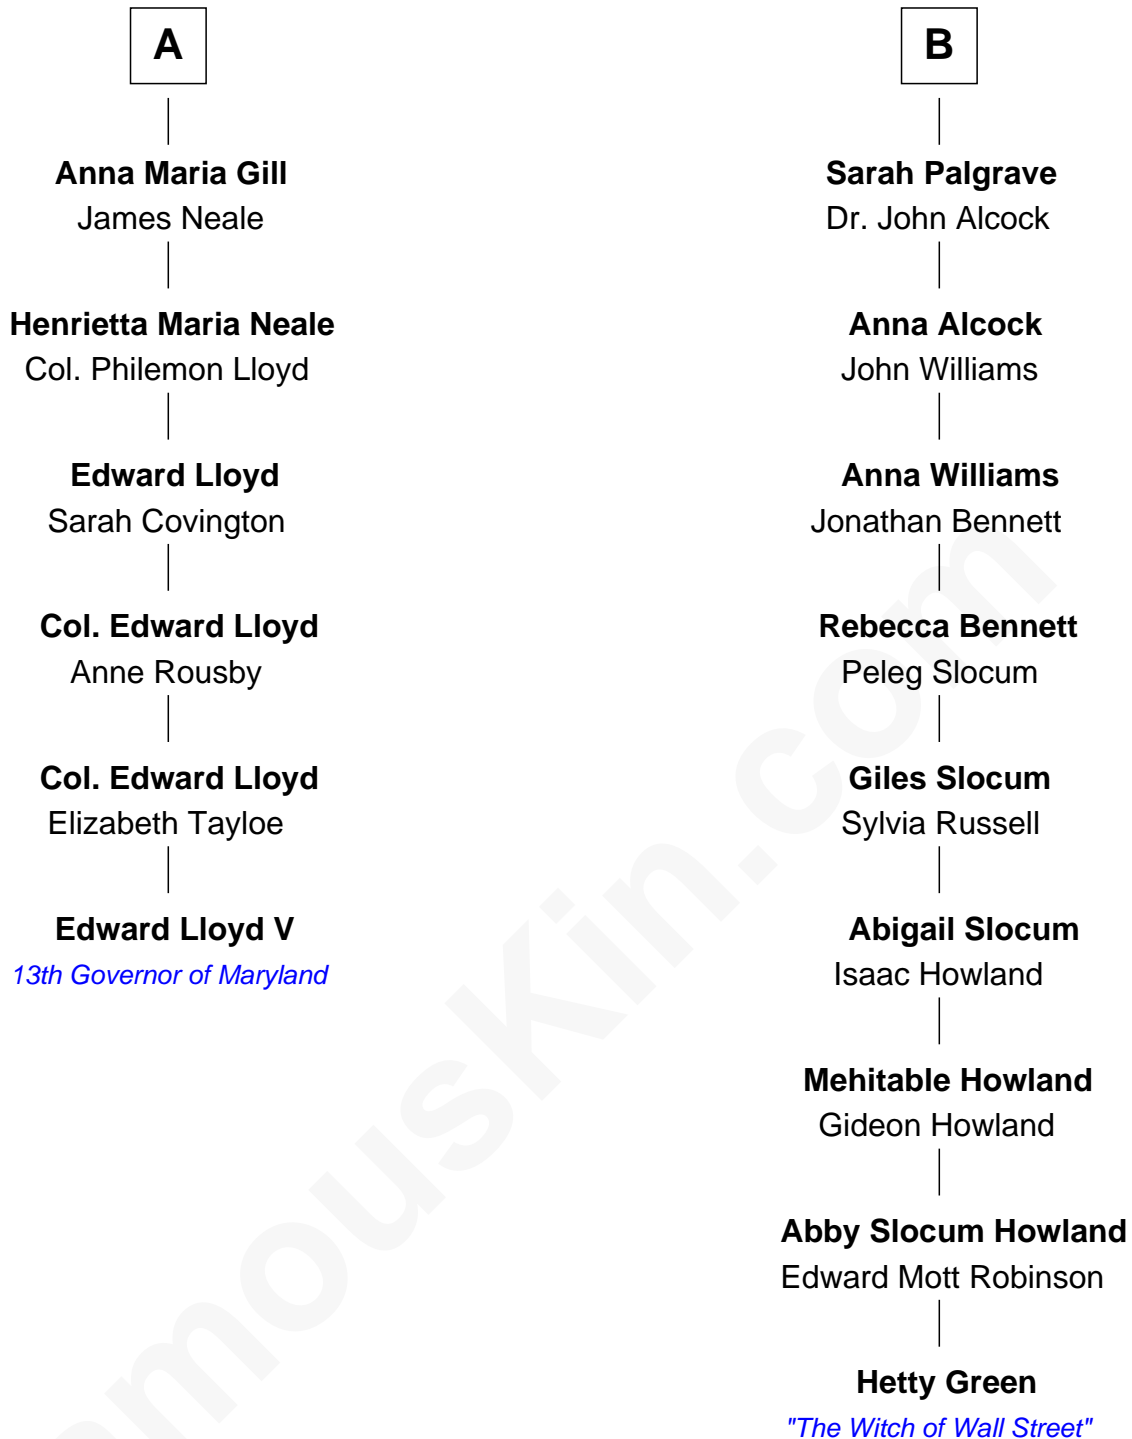 A
Anna Maria Gill
James Neale
Henrietta Maria Neale
Col. Philemon Lloyd
Edward Lloyd
Sarah Covington
Col. Edward Lloyd
Anne Rousby
Col. Edward Lloyd
Elizabeth Tayloe
Edward Lloyd V
13th Governor of Maryland
B
Sarah Palgrave
Dr. John Alcock
Anna Alcock
John Williams
Anna Williams
Jonathan Bennett
Rebecca Bennett
Peleg Slocum
Giles Slocum
Sylvia Russell
Abigail Slocum
Isaac Howland
Mehitable Howland
Gideon Howland
Abby Slocum Howland
Edward Mott Robinson
Hetty Green
"The Witch of Wall Street"
amouskin.com